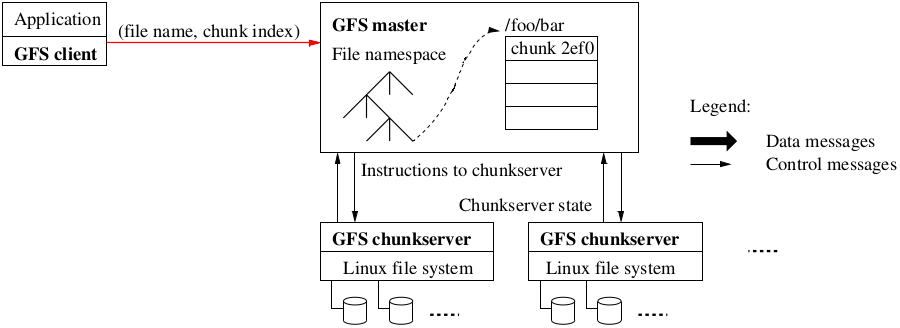 Application
GFS client
(file name, chunk index)
GFS master
File namespace
/foo/bar
chunk 2ef0
Legend:
Data messages
Control messages
Instructions to chunkserver
Chunkserver state
GFS chunkserver
Linux file system
GFS chunkserver
Linux file system